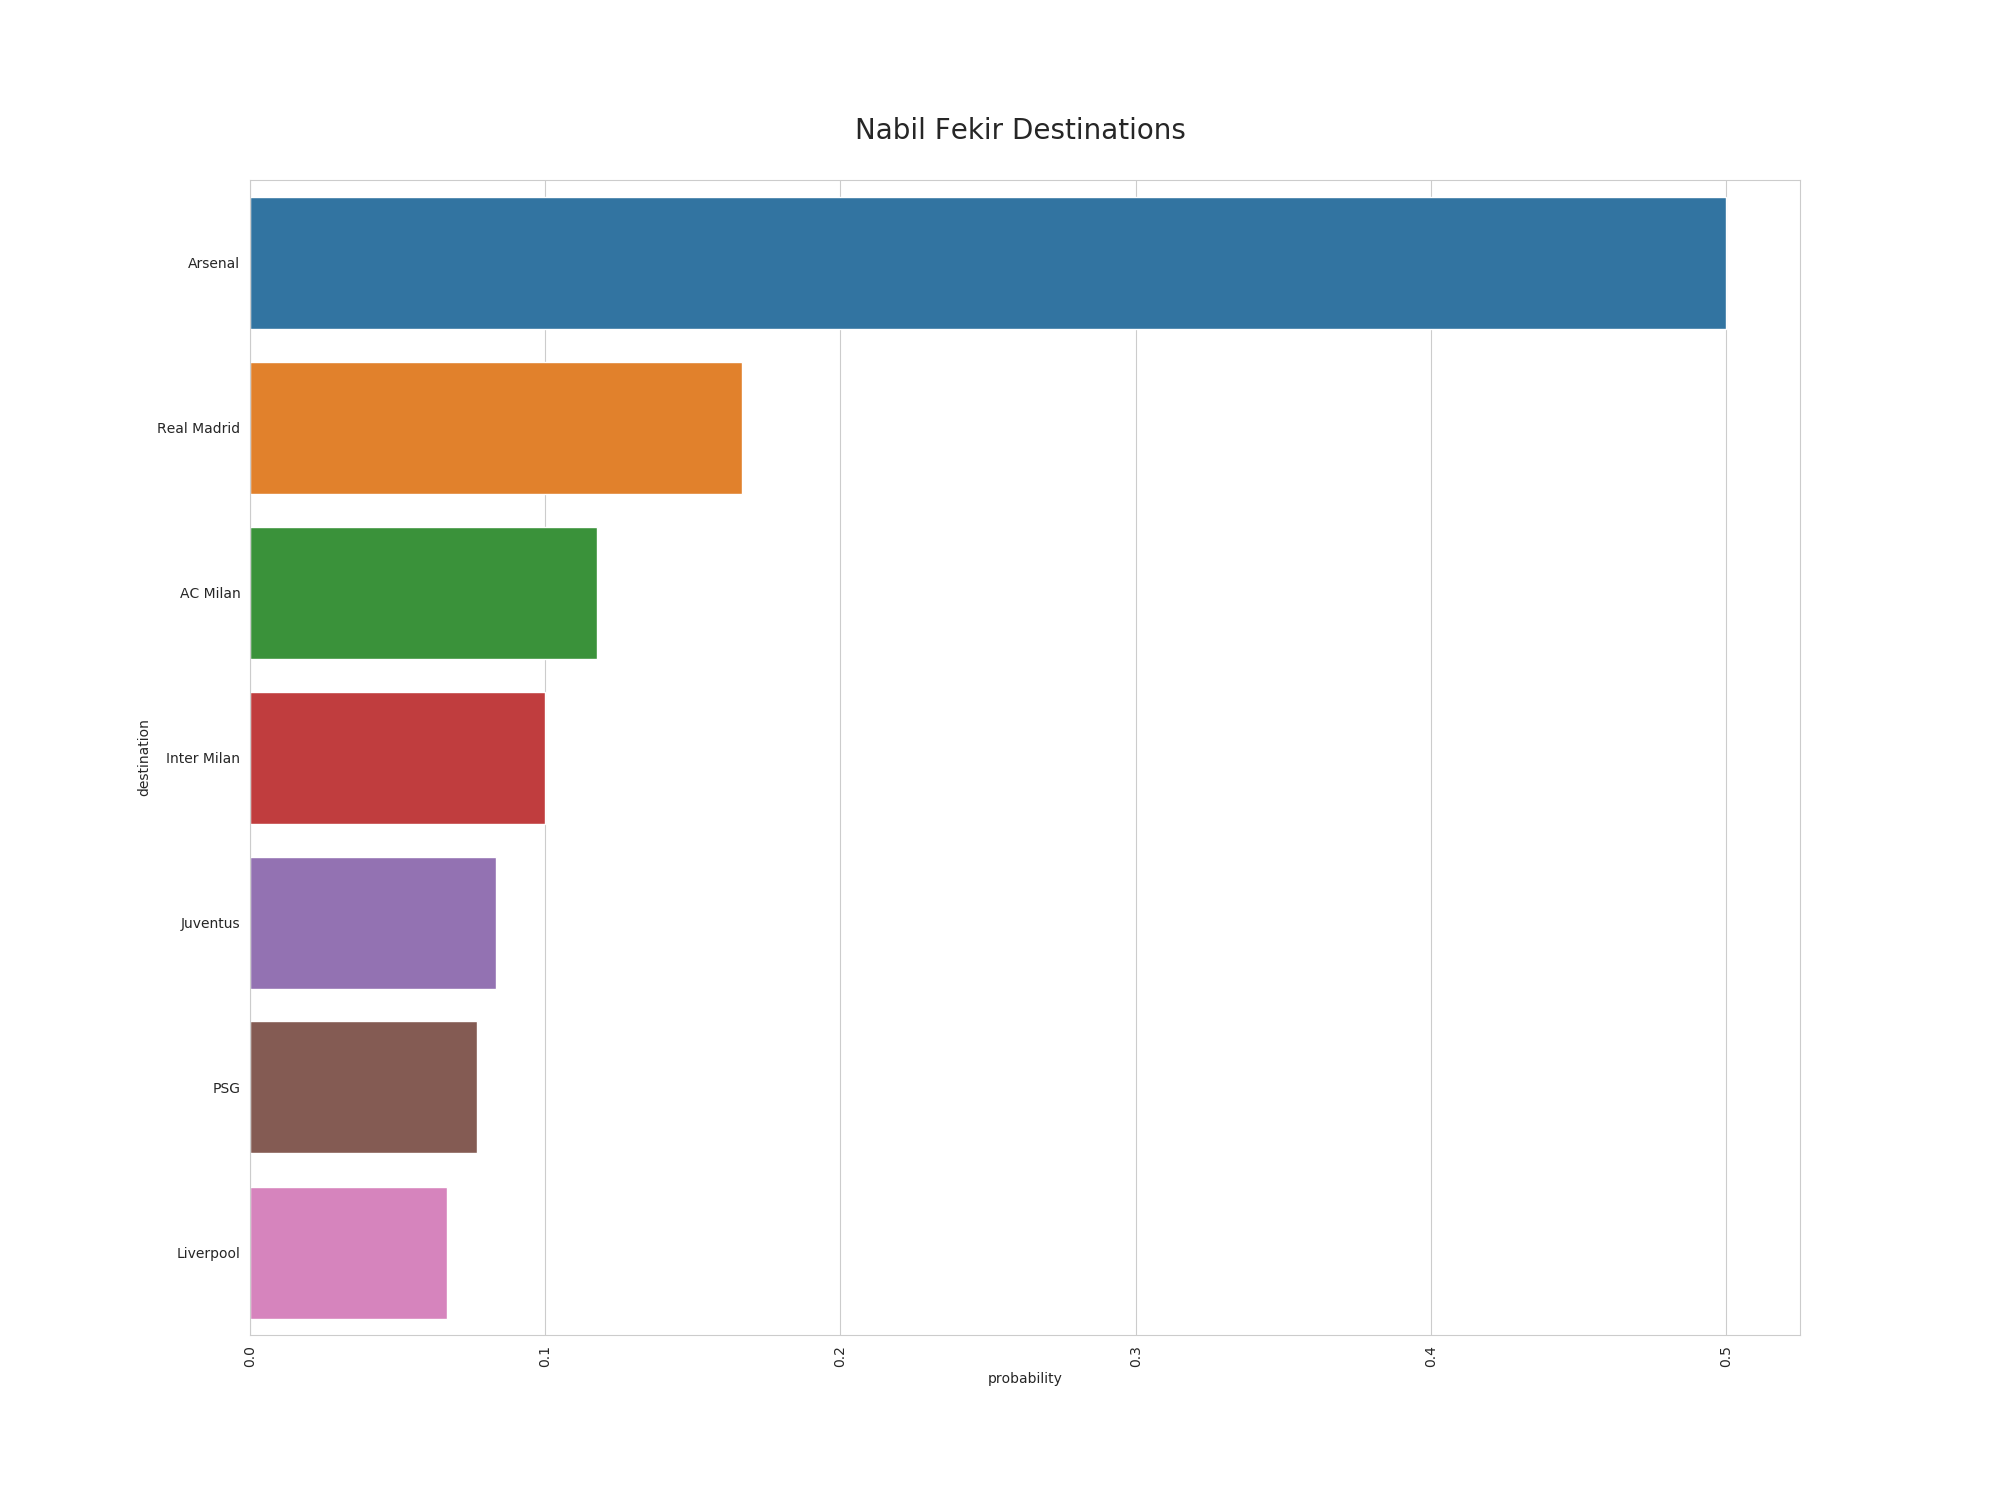 Nabil Fekir Destinations
Arsenal
Real Madrid
AC Milan
Inter Milan
Juventus
PSG
Liverpool
destination
0.0 0.1 0.2 0.3 0.4 0.5
probability